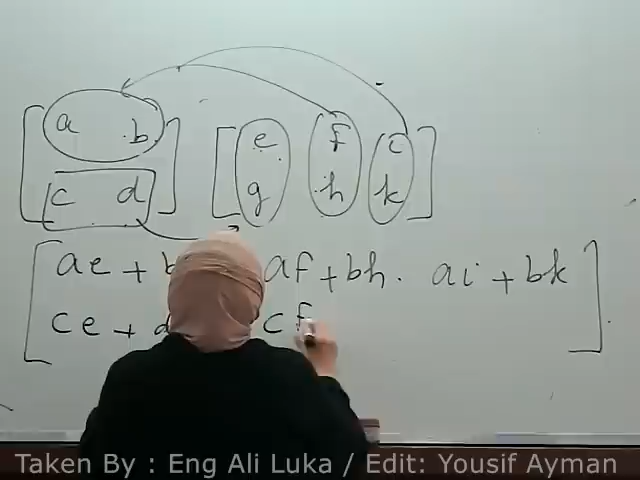 a b e f i
c d g h k
ae + b af + bh. ai + bk
ce + d cf
Taken By : Eng Ali Luka / Edit: Yousif Ayman